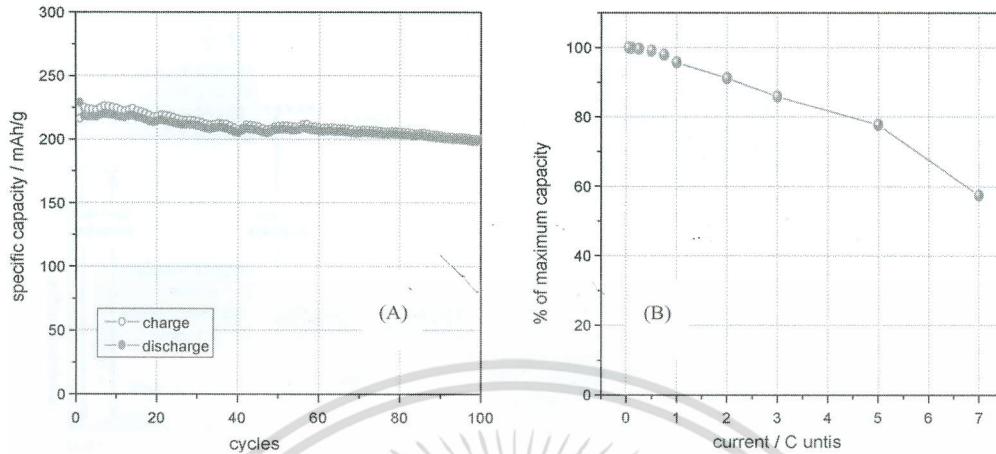 300
250
200
150
100
50
0
specific capacity / mAh/g
charge
discharge
(A)
0 20 40 60 80 100
cycles
(B)
100
80
60
40
20
0
% of maximum capacity
0 1 2 3 4 5 6 7
current / C untis